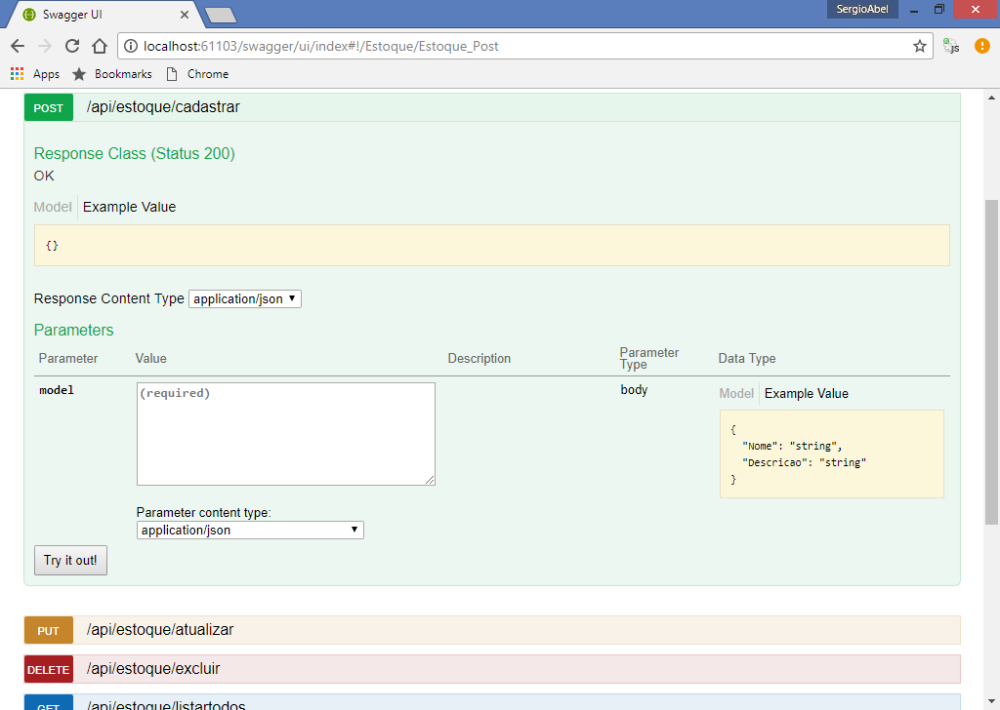 Swagger UI
SergioAbel
localhost:61103/swagger/ui/index#!/Estoque/Estoque_Post
js
Apps Bookmarks Chrome
POST /api/estoque/cadastrar
Response Class (Status 200)
OK
Model Example Value
{}
Response Content Type application/json
Parameters
Parameter Value Description Parameter Type Data Type
model (required) body Model Example Value
{
"Nome": "string",
"Descricao": "string"
}
Parameter content type:
application/json
Try it out!
PUT /api/estoque/atualizar
DELETE /api/estoque/excluir
GET /api/estoque/listartodos